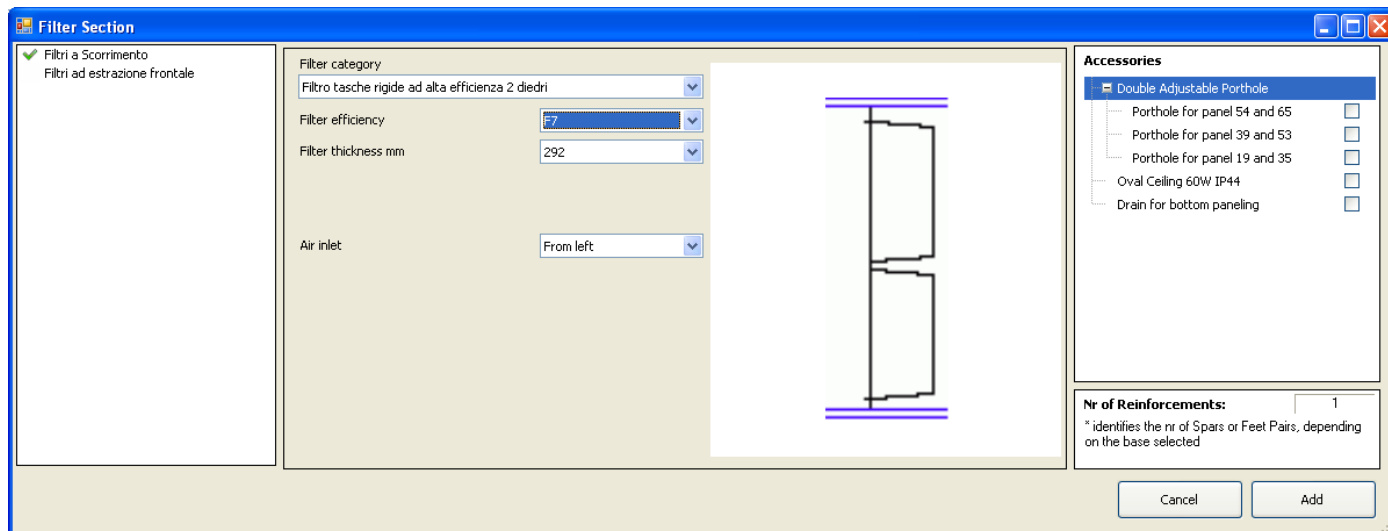 Filter Section
Filtri a Scorrimento
Filtri ad estrazione frontale
Filter category
Filtro tasche rigide ad alta efficienza 2 diedri
Filter efficiency F7
Filter thickness mm 292
Air inlet From left
Accessories
Double Adjustable Porthole
Porthole for panel 54 and 65
Porthole for panel 39 and 53
Porthole for panel 19 and 35
Oval Ceiling 60W IP44
Drain for bottom paneling
Nr of Reinforcements: 1
* identifies the nr of Spars or Feet Pairs, depending
on the base selected
Cancel Add